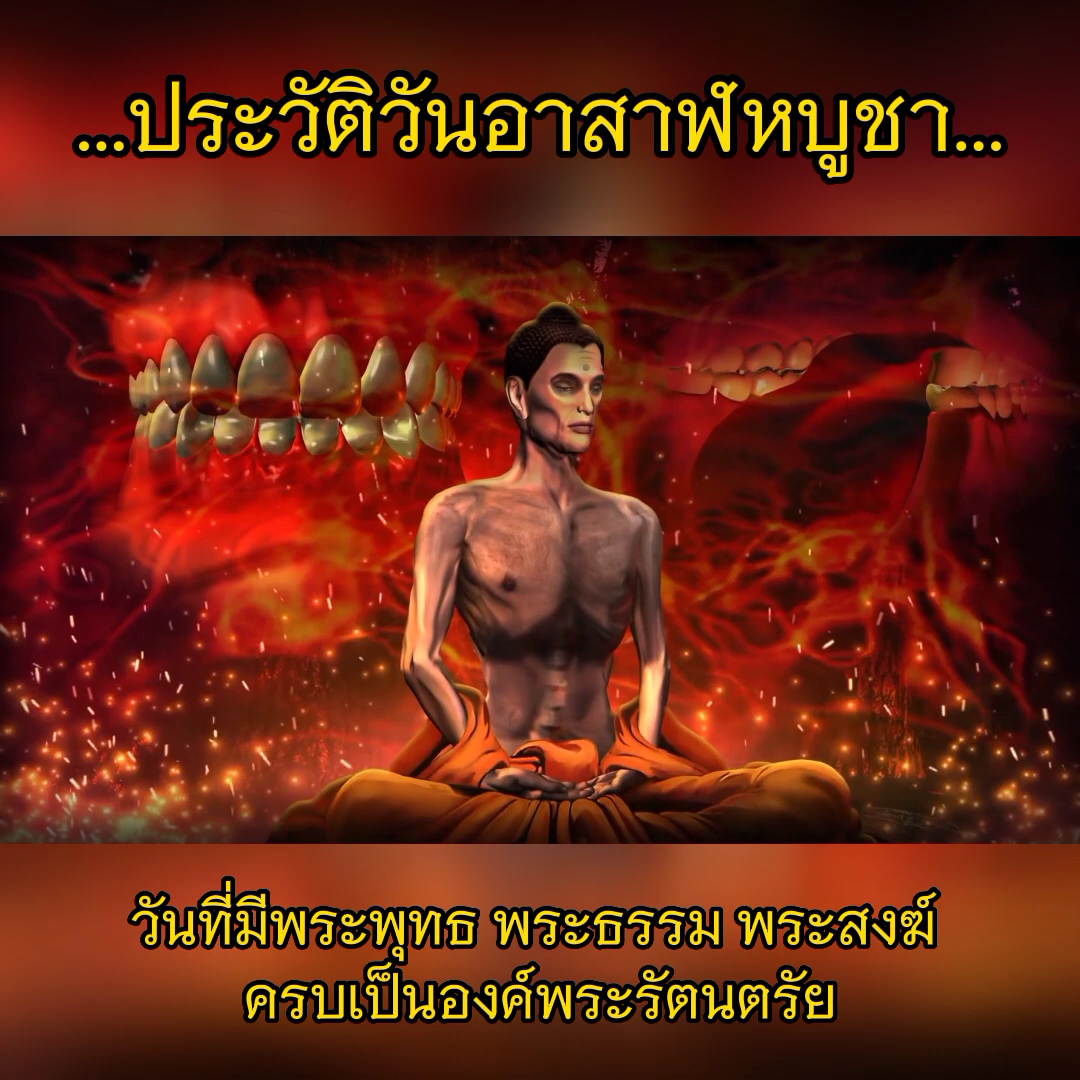 ...ประวัติวันอาสาฬหบูชา...
วันที่มีพระพุทธ พระธรรม พระสงฆ์
ครบเป็นองค์พระรัตนตรัย